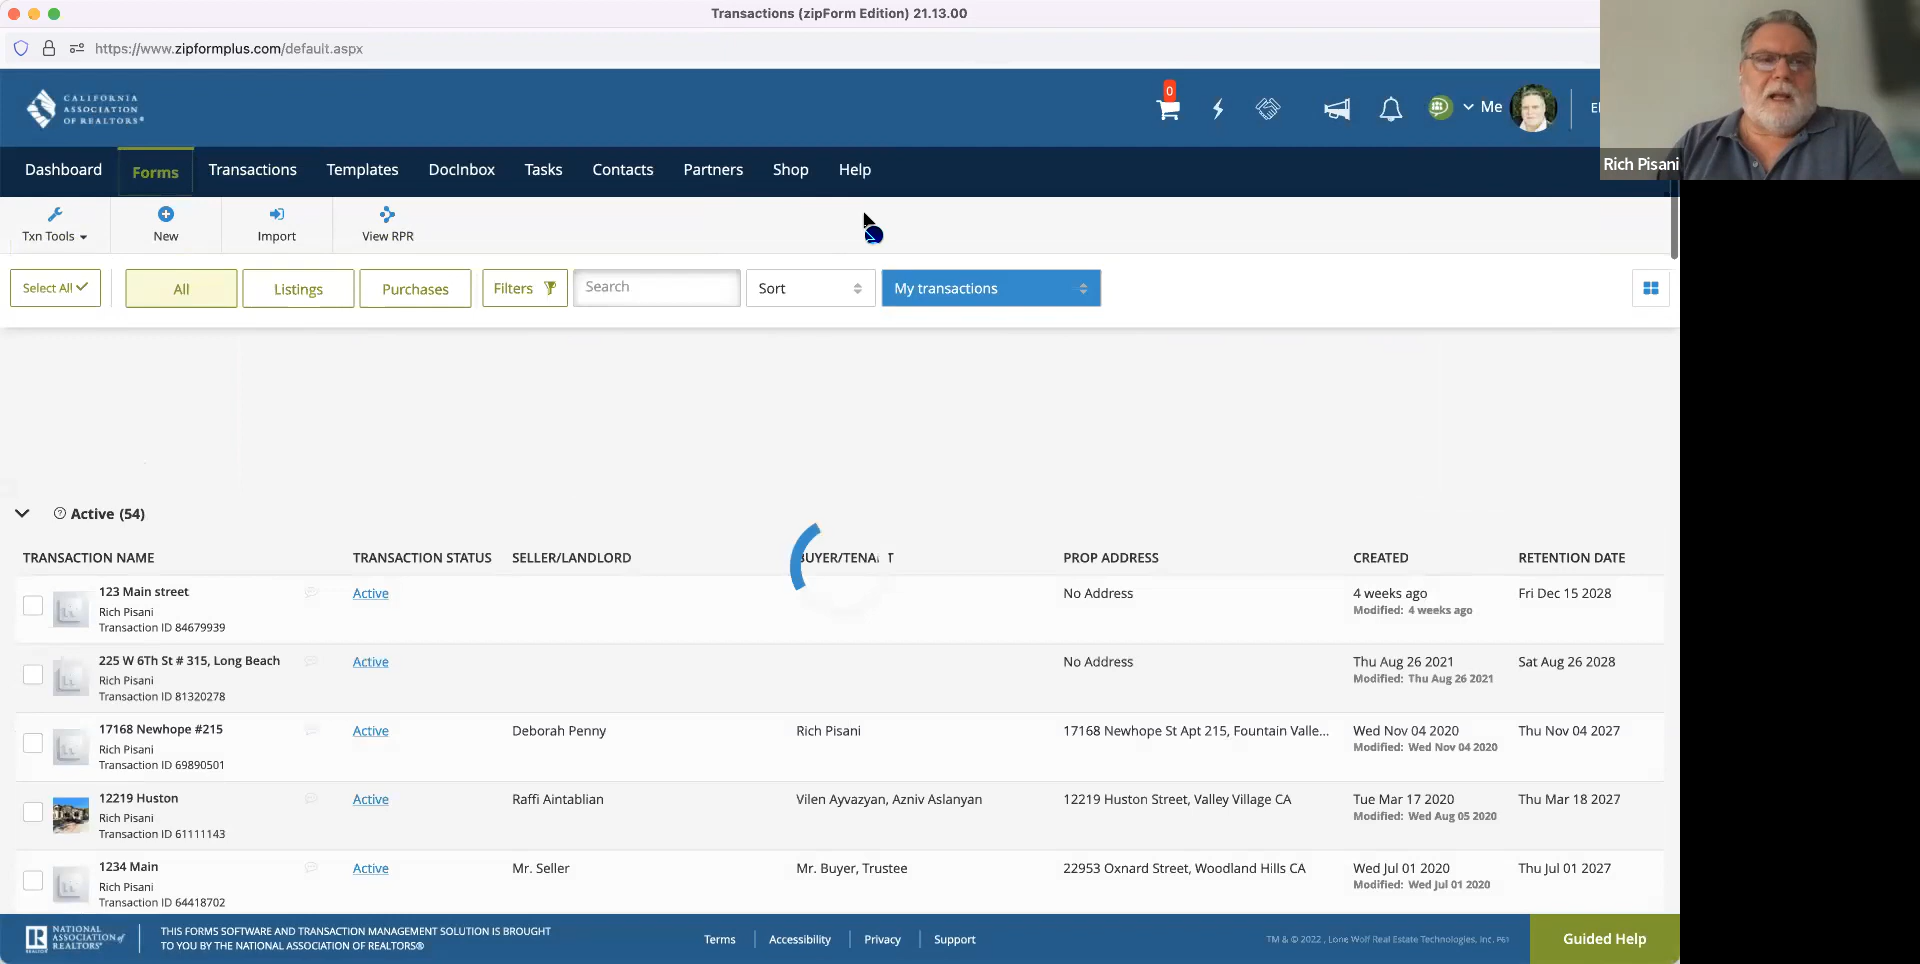 Transactions (zipForm Edition) 21.13.00
https://www.zipformplus.com/default.aspx
CALIFORNIA
ASSOCIATION
OF REALTORS®
0
Me
Rich Pisani
Dashboard Forms Transactions Templates DocInbox Tasks Contacts Partners Shop Help
Txn Tools New Import View RPR
Select All All Listings Purchases Filters Search Sort My transactions
Active (54)
TRANSACTION NAME TRANSACTION STATUS SELLER/LANDLORD BUYER/TENANT PROP ADDRESS CREATED RETENTION DATE
123 Main street Active No Address 4 weeks ago Fri Dec 15 2028
Rich Pisani Modified: 4 weeks ago
Transaction ID 84679939
225 W 6Th St # 315, Long Beach Active No Address Thu Aug 26 2021 Sat Aug 26 2028
Rich Pisani Modified: Thu Aug 26 2021
Transaction ID 81320278
17168 Newhope #215 Active Deborah Penny Rich Pisani 17168 Newhope St Apt 215, Fountain Valle... Wed Nov 04 2020 Thu Nov 04 2027
Rich Pisani Modified: Wed Nov 04 2020
Transaction ID 69890501
12219 Huston Active Raffi Aintablian Vilen Ayvazyan, Azniv Aslanyan 12219 Huston Street, Valley Village CA Tue Mar 17 2020 Thu Mar 18 2027
Rich Pisani Modified: Wed Aug 05 2020
Transaction ID 61111143
1234 Main Active Mr. Seller Mr. Buyer, Trustee 22953 Oxnard Street, Woodland Hills CA Wed Jul 01 2020 Thu Jul 01 2027
Rich Pisani Modified: Wed Jul 01 2020
Transaction ID 64418702
NATIONAL
ASSOCIATION of
REALTORS®
THIS FORMS SOFTWARE AND TRANSACTION MANAGEMENT SOLUTION IS BROUGHT
TO YOU BY THE NATIONAL ASSOCIATION OF REALTORS®
Terms Accessibility Privacy Support
TM & © 2022 , Lone Wolf Real Estate Technologies, Inc. P61
Guided Help